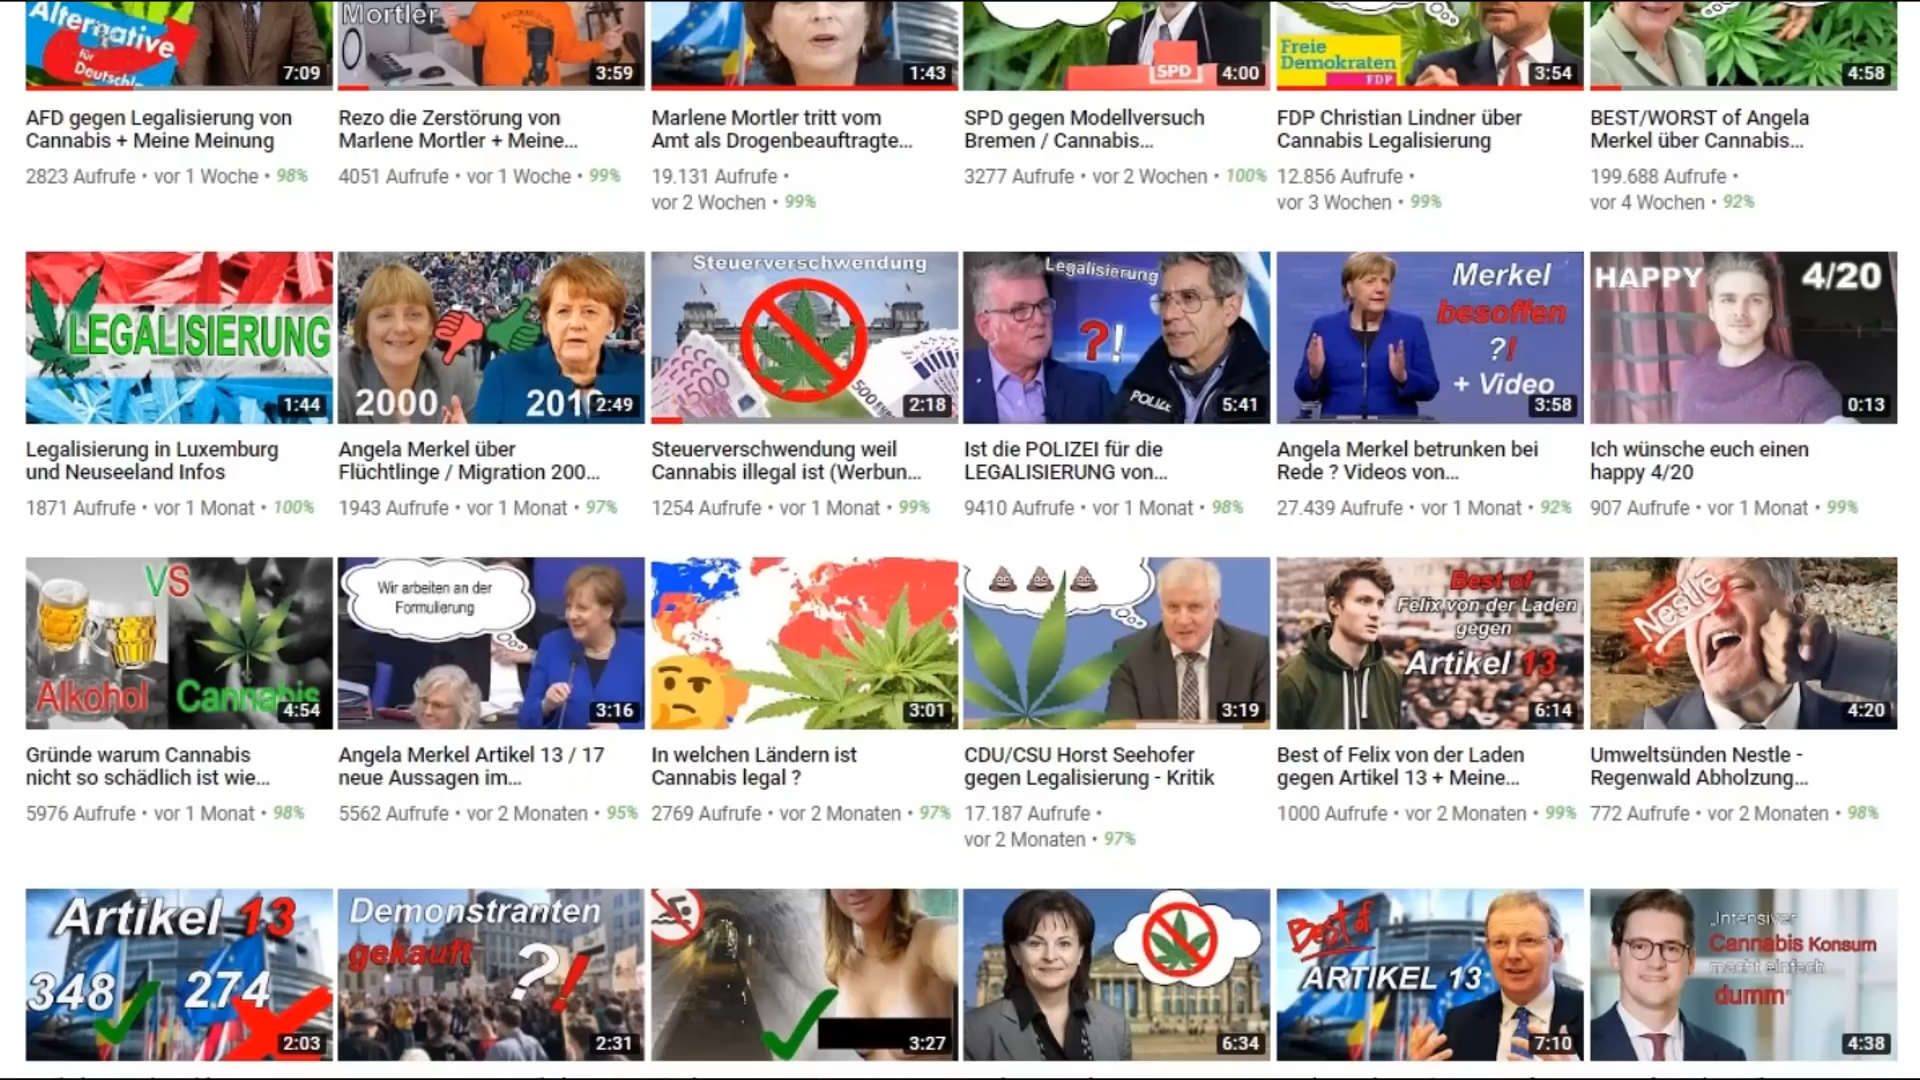 Alternative
für
Deutschl
7:09
Mortler
3:59
1:43
SPD
4:00
Freie
Demokraten
FDP
3:54
4:58
AFD gegen Legalisierung von
Cannabis + Meine Meinung
2823 Aufrufe • vor 1 Woche • 98%
Rezo die Zerstörung von
Marlene Mortler + Meine...
4051 Aufrufe • vor 1 Woche • 99%
Marlene Mortler tritt vom
Amt als Drogenbeauftragte...
19.131 Aufrufe •
vor 2 Wochen • 99%
SPD gegen Modellversuch
Bremen / Cannabis...
3277 Aufrufe • vor 2 Wochen • 100%
FDP Christian Lindner über
Cannabis Legalisierung
12.856 Aufrufe •
vor 3 Wochen • 99%
BEST/WORST of Angela
Merkel über Cannabis...
199.688 Aufrufe •
vor 4 Wochen • 92%
LEGALISIERUNG
1:44
2000
201
2:49
Steuerverschwendung
500
500
2:18
Legalisierung
?!
POLIZE
5:41
Merkel
besoffen
?!
+ Video
3:58
HAPPY 4/20
0:13
Legalisierung in Luxemburg
und Neuseeland Infos
1871 Aufrufe • vor 1 Monat • 100%
Angela Merkel über
Flüchtlinge / Migration 200...
1943 Aufrufe • vor 1 Monat • 97%
Steuerverschwendung weil
Cannabis illegal ist (Werbun...
1254 Aufrufe • vor 1 Monat • 99%
Ist die POLIZEI für die
LEGALISIERUNG von...
9410 Aufrufe • vor 1 Monat • 98%
Angela Merkel betrunken bei
Rede ? Videos von...
27.439 Aufrufe • vor 1 Monat • 92%
Ich wünsche euch einen
happy 4/20
907 Aufrufe • vor 1 Monat • 99%
VS
Alkohol Cannabis
4:54
Wir arbeiten an der
Formulierung
3:16
3:01
3:19
Best of
Felix von der Laden
gegen
Artikel 13
6:14
Nestle
4:20
Gründe warum Cannabis
nicht so schädlich ist wie...
5976 Aufrufe • vor 1 Monat • 98%
Angela Merkel Artikel 13 / 17
neue Aussagen im...
5562 Aufrufe • vor 2 Monaten • 95%
In welchen Ländern ist
Cannabis legal ?
2769 Aufrufe • vor 2 Monaten • 97%
CDU/CSU Horst Seehofer
gegen Legalisierung - Kritik
17.187 Aufrufe •
vor 2 Monaten • 97%
Best of Felix von der Laden
gegen Artikel 13 + Meine...
1000 Aufrufe • vor 2 Monaten • 99%
Umweltsünden Nestle -
Regenwald Abholzung...
772 Aufrufe • vor 2 Monaten • 98%
Artikel 13
348 274
2:03
Demonstranten
gekauft
?!
2:31
3:27
6:34
Best of
ARTIKEL 13
7:10
„Intensiver
Cannabis Konsum
macht einfach
dumm"
4:38